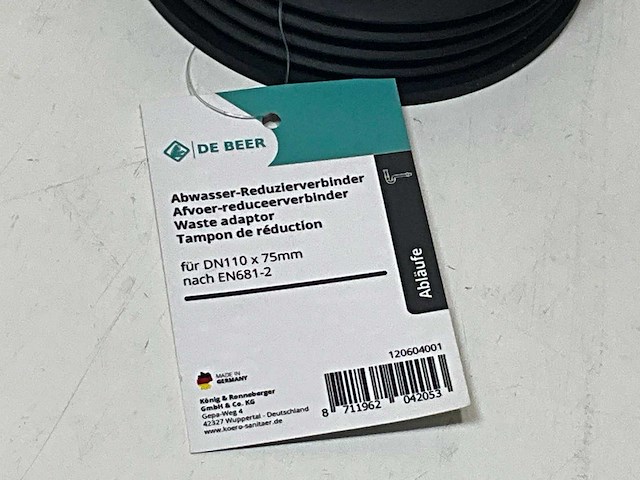 DE BEER
Abwasser-Reduzierverbinder
Afvoer-reduceerverbinder
Waste adaptor
Tampon de réduction
für DN110 x 75mm
nach EN681-2
Abläufe
MADE IN
GERMANY
König & Ronneberger
GmbH & Co. KG
Gepa-Weg 4
42327 Wuppertal - Deutschland
www.koero-sanitaer.de
120604001
8 711962 042053